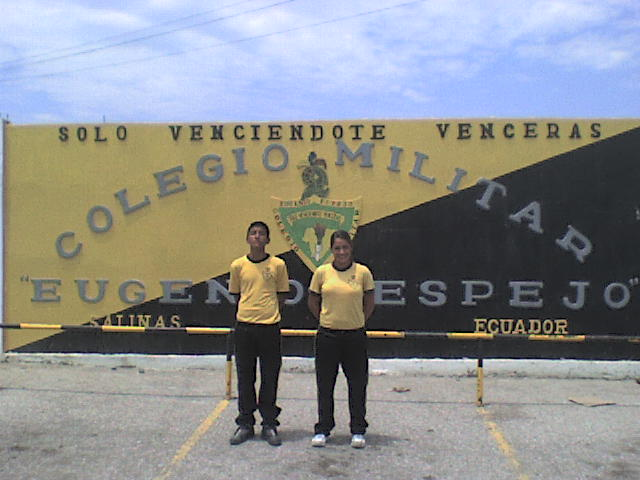 SOLO VENCIENDOTE VENCERAS
COLEGIO MILITAR
"EUGENIO ESPEJO"
SALINAS ECUADOR